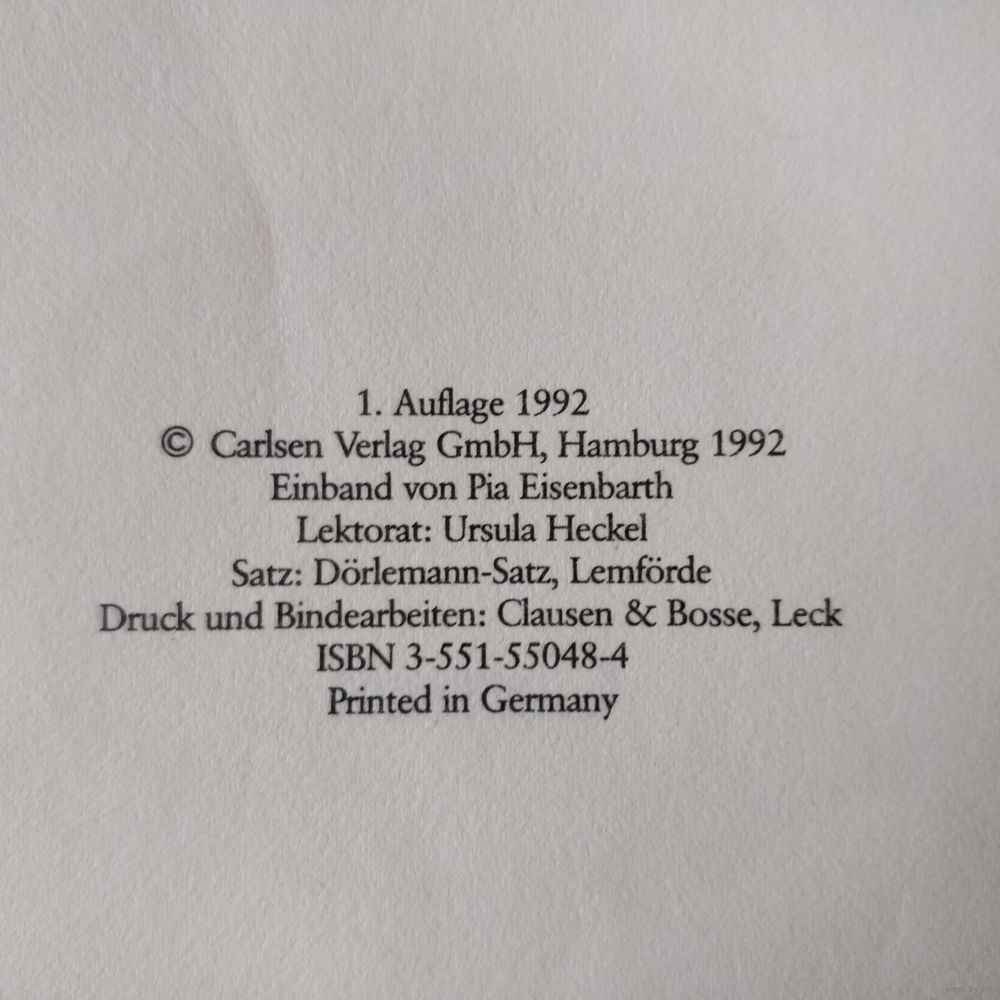 1. Auflage 1992
© Carlsen Verlag GmbH, Hamburg 1992
Einband von Pia Eisenbarth
Lektorat: Ursula Heckel
Satz: Dörlemann-Satz, Lemförde
Druck und Bindearbeiten: Clausen & Bosse, Leck
ISBN 3-551-55048-4
Printed in Germany